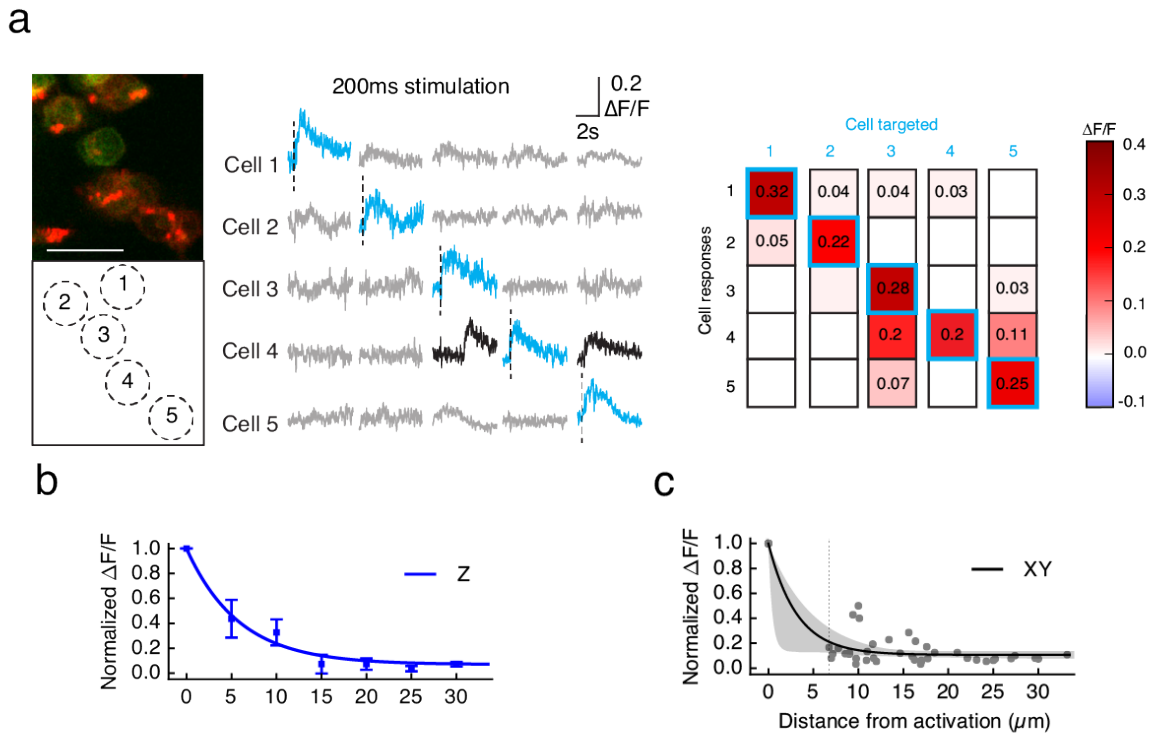 a
200ms stimulation
0.2
ΔF/F
2s
Cell 1
Cell 2
Cell 3
Cell 4
Cell 5
1
2
3
4
5
Cell targeted
1 2 3 4 5
Cell responses
1 0.32 0.04 0.04 0.03
2 0.05 0.22
3 0.28 0.03
4 0.2 0.2 0.11
5 0.07 0.25
ΔF/F
0.4
0.3
0.2
0.1
0.0
-0.1
b
Normalized ΔF/F
1.0
0.8
0.6
0.4
0.2
0.0
Z
0 5 10 15 20 25 30
c
Normalized ΔF/F
1.0
0.8
0.6
0.4
0.2
0.0
XY
0 5 10 15 20 25 30
Distance from activation (μm)